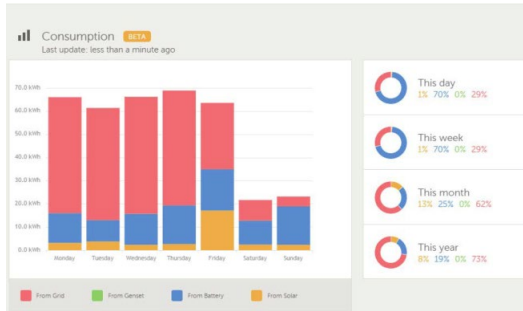 Consumption BETA
Last update: less than a minute ago
70.0 kWh
60.0 kWh
50.0 kWh
40.0 kWh
30.0 kWh
20.0 kWh
10.0 kWh
0.0 kWh
Monday Tuesday Wednesday Thursday Friday Saturday Sunday
From Grid From Genset From Battery From Solar
This day
1% 70% 0% 29%
This week
1% 70% 0% 29%
This month
13% 25% 0% 62%
This year
8% 19% 0% 73%